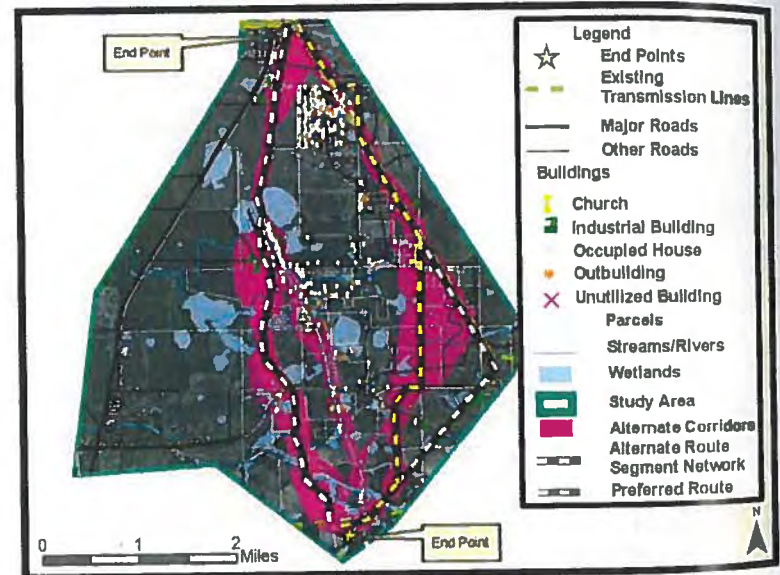 End Point
Legend
End Points
Existing
Transmission Lines
Major Roads
Other Roads
Buildings
Church
Industrial Building
Occupied House
Outbuilding
Unutilized Building
Parcels
Streams/Rivers
Wetlands
Study Area
Alternate Corridors
Alternate Route
Segment Network
Preferred Route
0 1 2
Miles
End Point
N